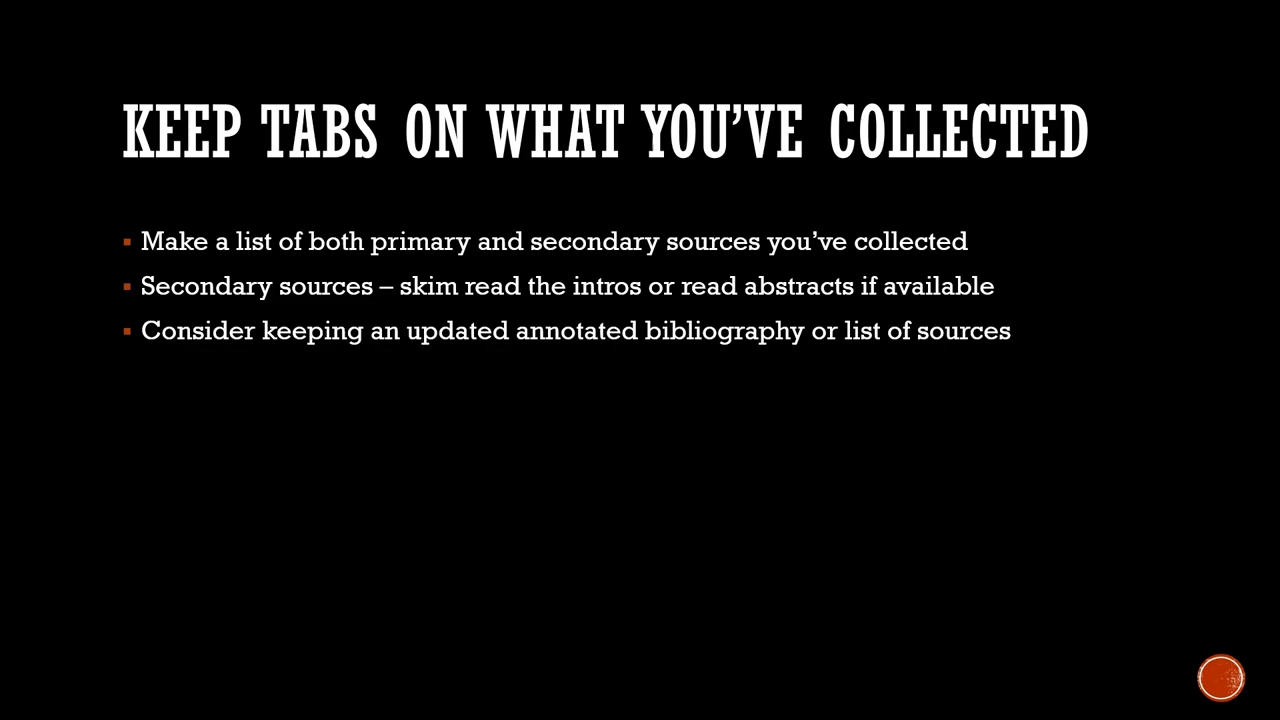 KEEP TABS ON WHAT YOU'VE COLLECTED
Make a list of both primary and secondary sources you've collected
Secondary sources – skim read the intros or read abstracts if available
Consider keeping an updated annotated bibliography or list of sources